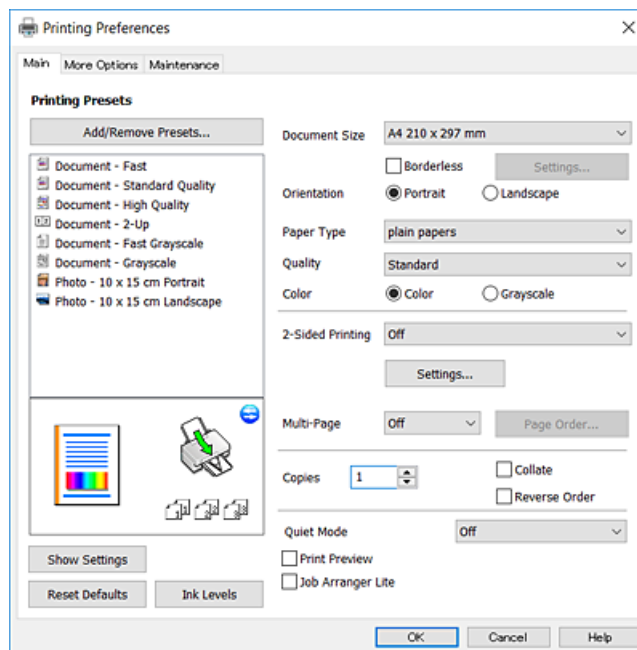 Printing Preferences
Main
More Options
Maintenance
Printing Presets
Add/Remove Presets...
Document - Fast
Document - Standard Quality
Document - High Quality
Document - 2-Up
Document - Fast Grayscale
Document - Grayscale
Photo - 10 x 15 cm Portrait
Photo - 10 x 15 cm Landscape
Show Settings
Reset Defaults
Ink Levels
Document Size
A4 210 x 297 mm
Borderless
Settings...
Orientation
Portrait
Landscape
Paper Type
plain papers
Quality
Standard
Color
Color
Grayscale
2-Sided Printing
Off
Settings...
Multi-Page
Off
Page Order...
Copies
1
Collate
Reverse Order
Quiet Mode
Off
Print Preview
Job Arranger Lite
OK
Cancel
Help